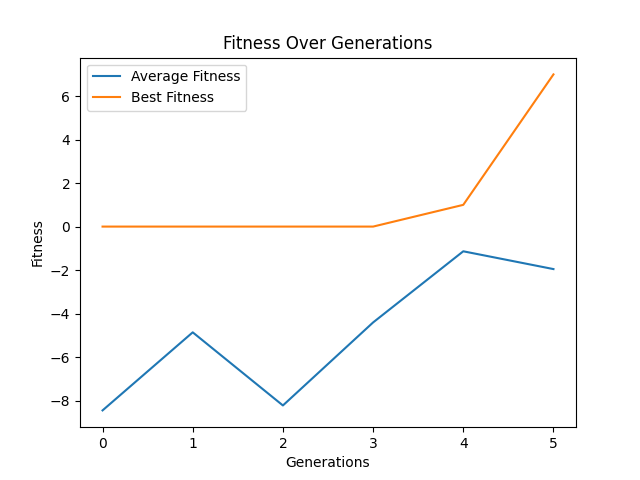 Fitness Over Generations
Average Fitness
Best Fitness
6
4
2
0
−2
−4
−6
−8
Fitness
0 1 2 3 4 5
Generations